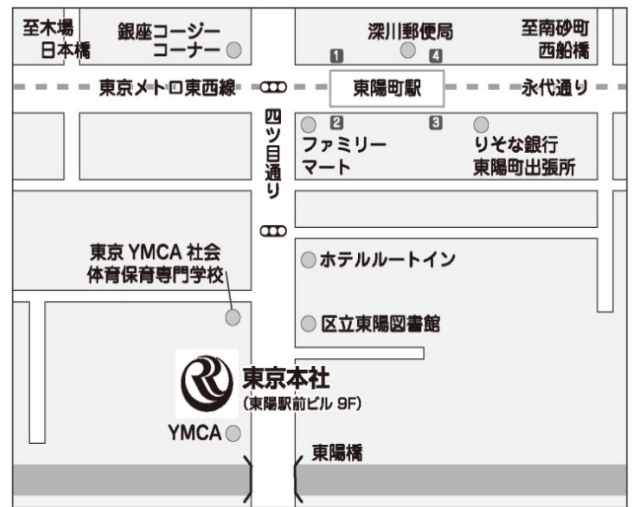 至木場
日本橋
銀座コージー
コーナー
深川郵便局
至南砂町
西船橋
1
4
東京メトロ東西線
東陽町駅
永代通り
四ツ目通り
2
3
ファミリー
マート
りそな銀行
東陽町出張所
東京 YMCA 社会
体育保育専門学校
ホテルルートイン
区立東陽図書館
東京本社
(東陽駅前ビル 9F)
YMCA
東陽橋